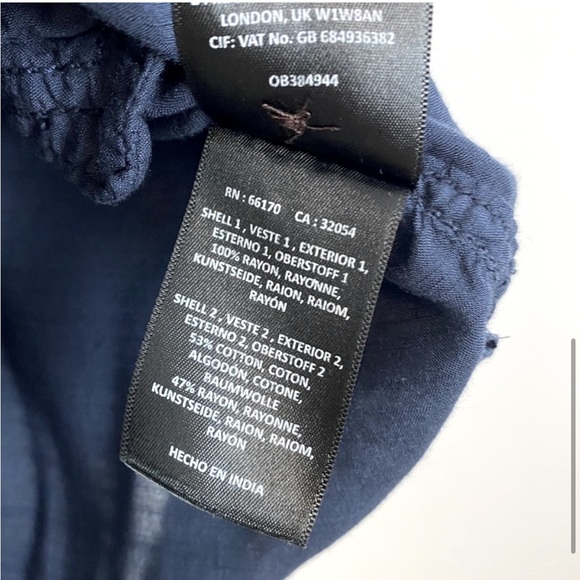 LONDON, UK W1W8AN
CIF: VAT No. GB 684936382
OB384944
RN : 66170 CA : 32054
SHELL 1 , VESTE 1 , EXTERIOR 1,
ESTERNO 1, OBERSTOFF 1
100% RAYON, RAYONNE,
KUNSTSEIDE, RAION, RAIOM,
RAYÓN
SHELL 2 , VESTE 2 , EXTERIOR 2,
ESTERNO 2, OBERSTOFF 2
53% COTTON, COTON,
ALGODÓN, COTONE,
BAUMWOLLE
47% RAYON, RAYONNE,
KUNSTSEIDE, RAION, RAIOM,
RAYÓN
HECHO EN INDIA